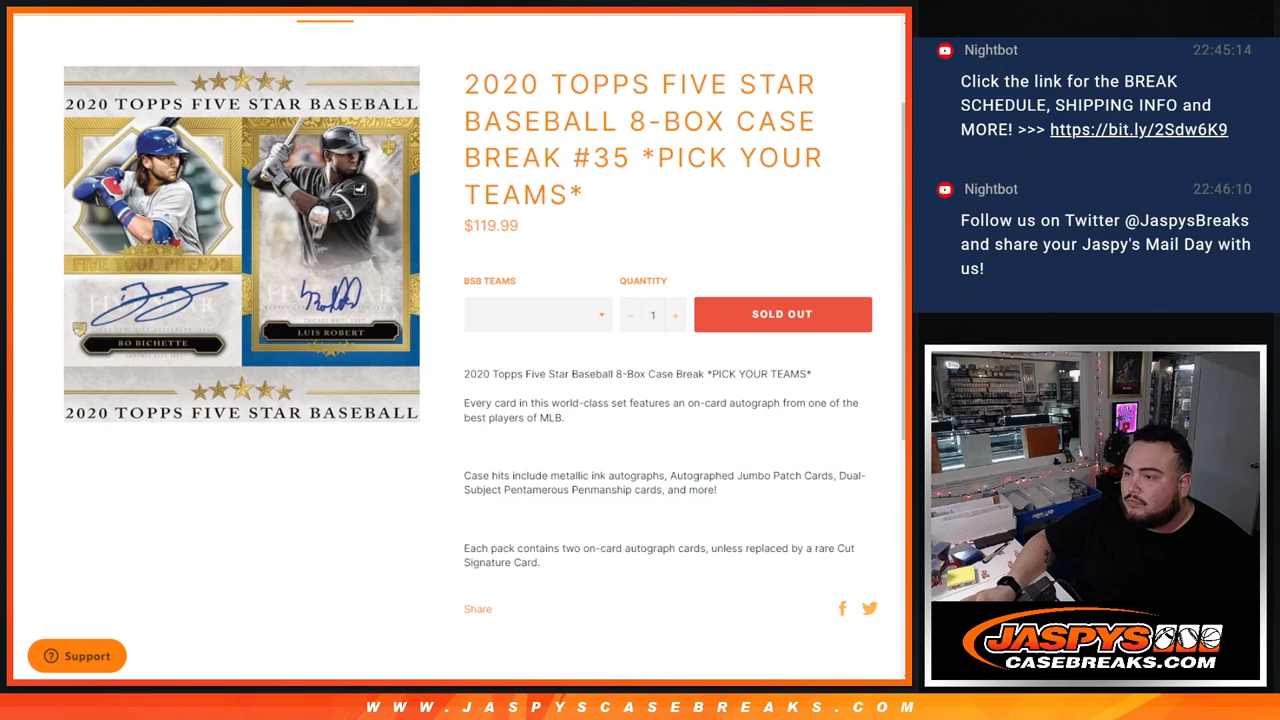 2020 TOPPS FIVE STAR BASEBALL
FIVE TOOL PHENOM
BO BICHETTE
LUIS ROBERT
2020 TOPPS FIVE STAR BASEBALL
2020 TOPPS FIVE STAR
BASEBALL 8-BOX CASE
BREAK #35 *PICK YOUR
TEAMS*
$119.99
BSB TEAMS
QUANTITY
− 1 +
SOLD OUT
2020 Topps Five Star Baseball 8-Box Case Break *PICK YOUR TEAMS*
Every card in this world-class set features an on-card autograph from one of the
best players of MLB.
Case hits include metallic ink autographs, Autographed Jumbo Patch Cards, Dual-
Subject Pentamerous Penmanship cards, and more!
Each pack contains two on-card autograph cards, unless replaced by a rare Cut
Signature Card.
Share
Support
Nightbot 22:45:14
Click the link for the BREAK
SCHEDULE, SHIPPING INFO and
MORE! >>> https://bit.ly/2Sdw6K9
Nightbot 22:46:10
Follow us on Twitter @JaspysBreaks
and share your Jaspy's Mail Day with
us!
JASPYS
CASEBREAKS.COM
WWW.JASPYSCASEBREAKS.COM